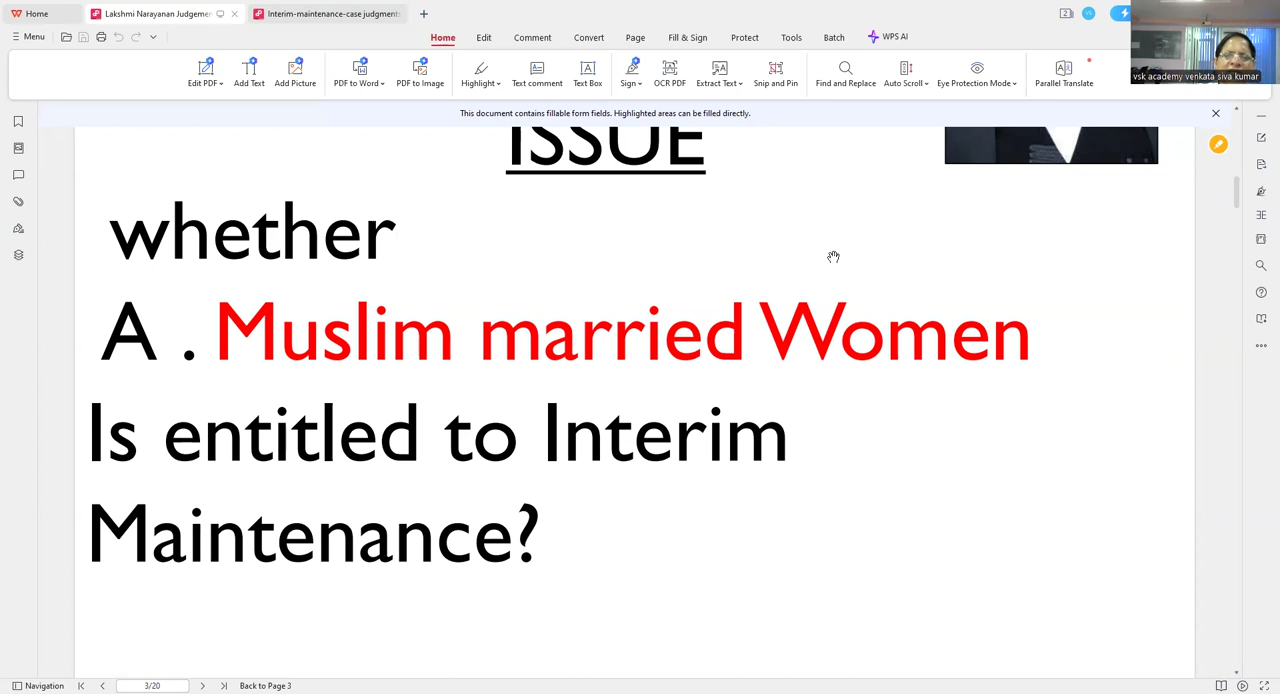 Home
Lakshmi Narayanan Judgemen
Interim-maintenance-case judgments
Menu
Home Edit Comment Convert Page Fill & Sign Protect Tools Batch WPS AI
Edit PDF Add Text Add Picture PDF to Word PDF to Image Highlight Text comment Text Box Sign OCR PDF Extract Text Snip and Pin Find and Replace Auto Scroll Eye Protection Mode Parallel Translate
vsk academy venkata siva kumar
This document contains fillable form fields. Highlighted areas can be filled directly.
ISSUE
whether
A . Muslim married Women
Is entitled to Interim
Maintenance?
Navigation 3/20 Back to Page 3